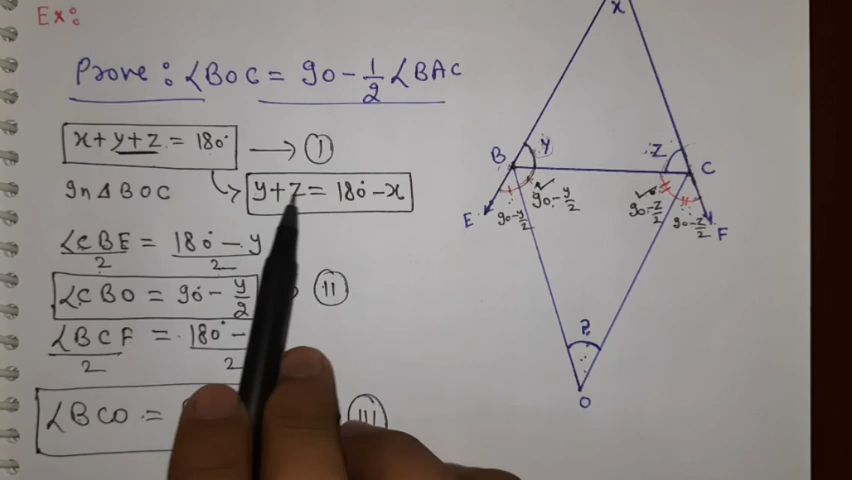 Ex:
Prove : ∠BOC = 90 - 1/2 ∠BAC
x+y+z = 180° → I
In Δ BOC
y+z = 180° - x
∠CBE/2 = 180° - y/2
∠CBO = 90° - y/2 II
∠BCF/2 = 180° -/2
∠BCO = III
X
B y z C
E 90-y/2 90-y/2 90-z/2 90-z/2 F
O